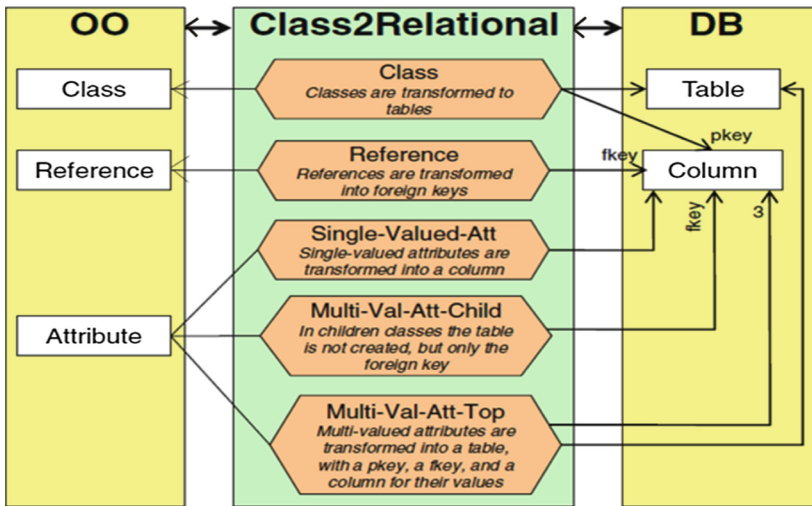 OO
Class2Relational
DB
Class
Class
Classes are transformed to
tables
Table
pkey
Reference
Reference
References are transformed
into foreign keys
fkey
Column
Single-Valued-Att
Single-valued attributes are
transformed into a column
fkey
3
Attribute
Multi-Val-Att-Child
In children classes the table
is not created, but only the
foreign key
Multi-Val-Att-Top
Multi-valued attributes are
transformed into a table,
with a pkey, a fkey, and a
column for their values